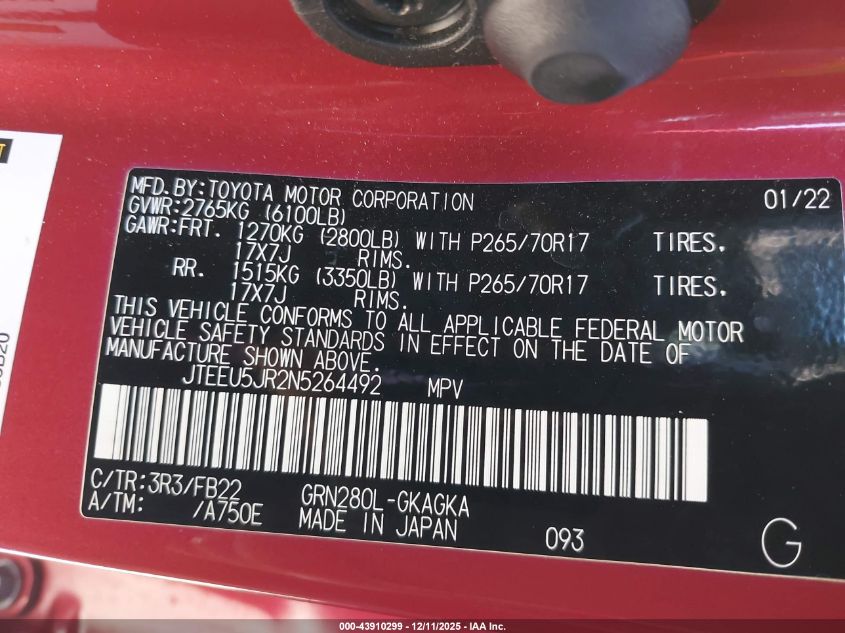 MFD.BY:TOYOTA MOTOR CORPORATION 01/22
GVWR:2765KG (6100LB)
GAWR:FRT. 1270KG (2800LB) WITH P265/70R17 TIRES.
17X7J RIMS.
RR. 1515KG (3350LB) WITH P265/70R17 TIRES.
17X7J RIMS.
THIS VEHICLE CONFORMS TO ALL APPLICABLE FEDERAL MOTOR
VEHICLE SAFETY STANDARDS IN EFFECT ON THE DATE OF
MANUFACTURE SHOWN ABOVE.
JTEEU5JR2N5264492 MPV
C/TR:3R3/FB22 GRN280L-GKAGKA
A/TM: /A750E MADE IN JAPAN 093 G
000-43910299 - 12/11/2025 - IAA Inc.